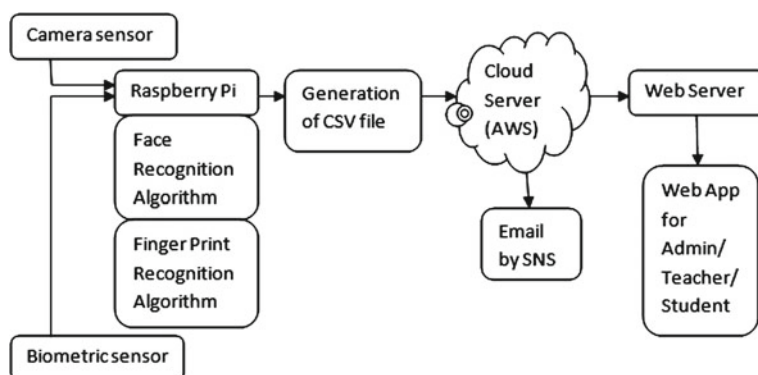 Camera sensor
Raspberry Pi
Face
Recognition
Algorithm
Finger Print
Recognition
Algorithm
Biometric sensor
Generation
of CSV file
Cloud
Server
(AWS)
Email
by SNS
Web Server
Web App
for
Admin/
Teacher/
Student